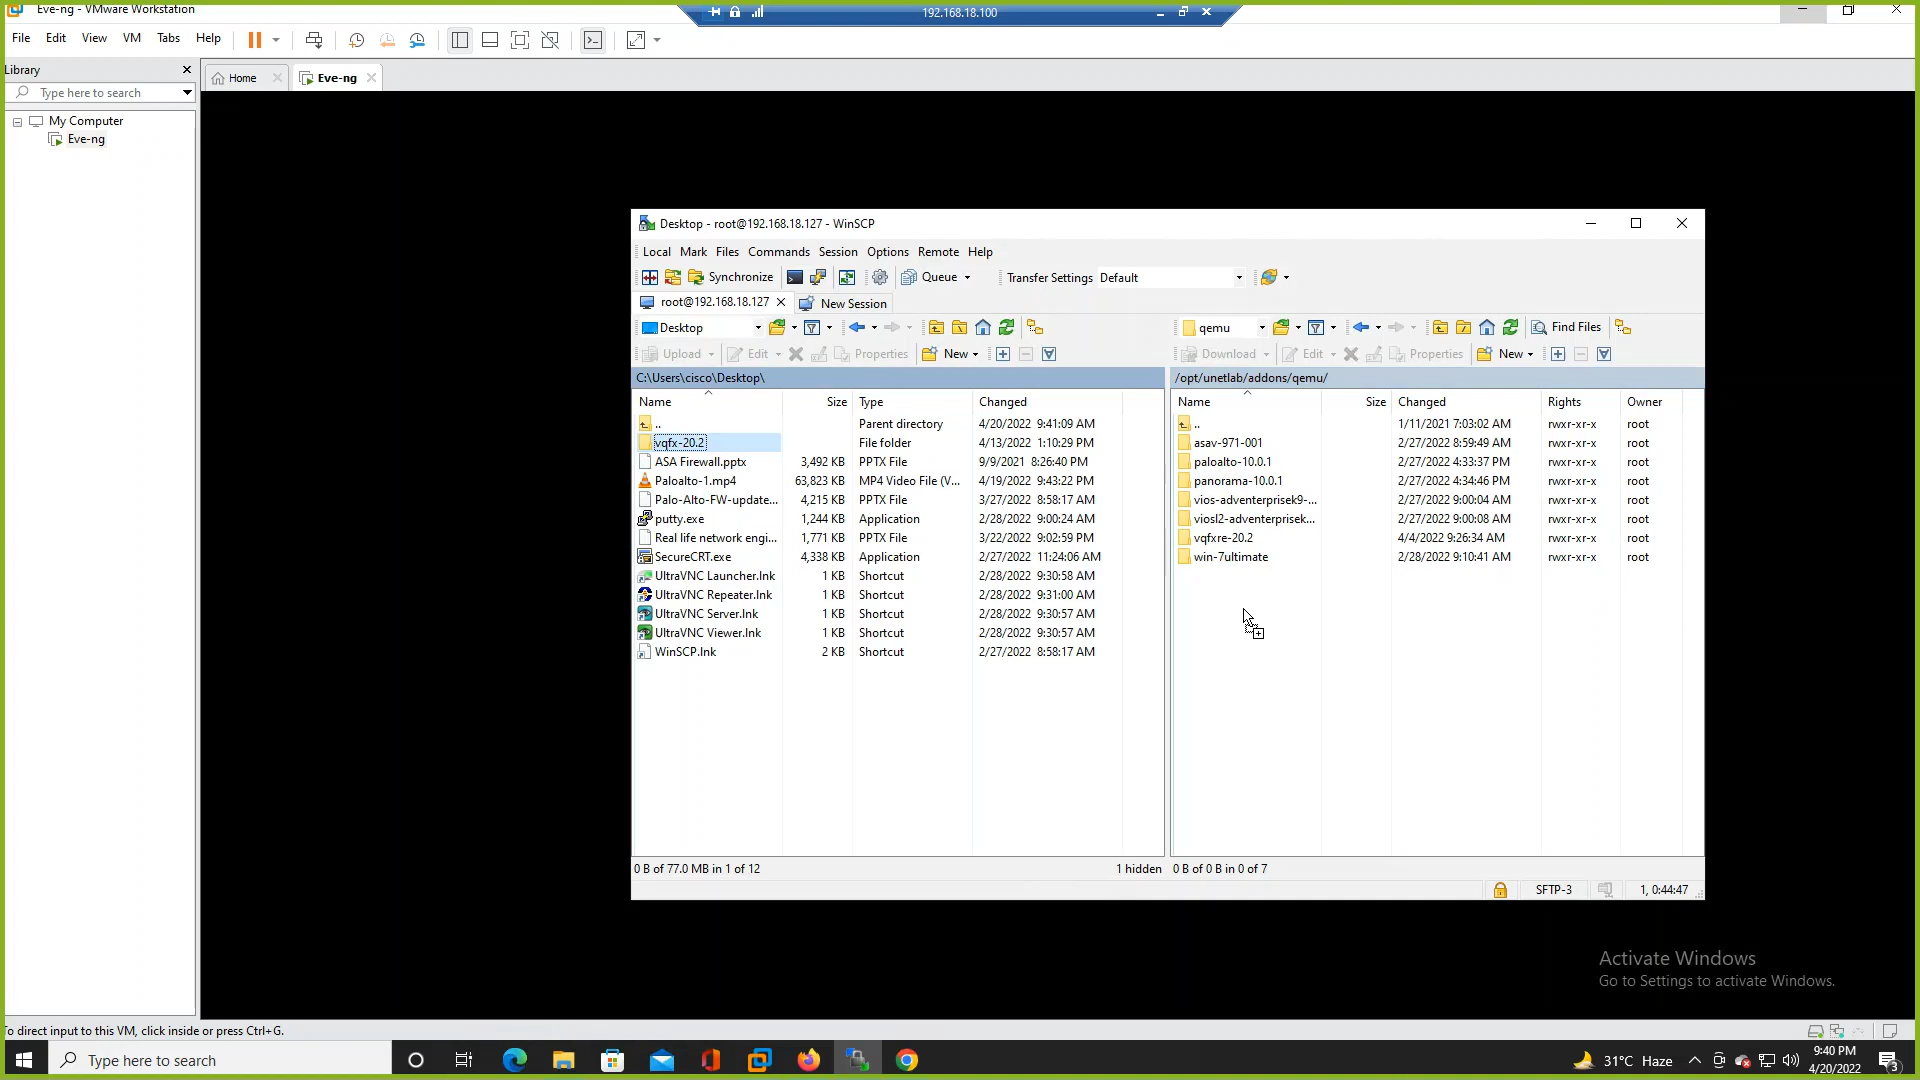 Eve-ng - VMware Workstation
192.168.18.100
File Edit View VM Tabs Help
Library
Home
Eve-ng
Type here to search
My Computer
Eve-ng
Desktop - root@192.168.18.127 - WinSCP
Local Mark Files Commands Session Options Remote Help
Synchronize Queue Transfer Settings Default
root@192.168.18.127 New Session
Desktop qemu Find Files
Upload Edit Properties New Download Edit Properties New
C:\Users\cisco\Desktop\ /opt/unetlab/addons/qemu/
Name Size Type Changed
.. Parent directory 4/20/2022 9:41:09 AM
vqfx-20.2 File folder 4/13/2022 1:10:29 PM
ASA Firewall.pptx 3,492 KB PPTX File 9/9/2021 8:26:40 PM
Paloalto-1.mp4 63,823 KB MP4 Video File (V... 4/19/2022 9:43:22 PM
Palo-Alto-FW-update... 4,215 KB PPTX File 3/27/2022 8:58:17 AM
putty.exe 1,244 KB Application 2/28/2022 9:00:24 AM
Real life network engi... 1,771 KB PPTX File 3/22/2022 9:02:59 PM
SecureCRT.exe 4,338 KB Application 2/27/2022 11:24:06 AM
UltraVNC Launcher.lnk 1 KB Shortcut 2/28/2022 9:30:58 AM
UltraVNC Repeater.lnk 1 KB Shortcut 2/28/2022 9:31:00 AM
UltraVNC Server.lnk 1 KB Shortcut 2/28/2022 9:30:57 AM
UltraVNC Viewer.lnk 1 KB Shortcut 2/28/2022 9:30:57 AM
WinSCP.lnk 2 KB Shortcut 2/27/2022 8:58:17 AM
Name Size Changed Rights Owner
.. 1/11/2021 7:03:02 AM rwxr-xr-x root
asav-971-001 2/27/2022 8:59:49 AM rwxr-xr-x root
paloalto-10.0.1 2/27/2022 4:33:37 PM rwxr-xr-x root
panorama-10.0.1 2/27/2022 4:34:46 PM rwxr-xr-x root
vios-adventerprisek9-... 2/27/2022 9:00:04 AM rwxr-xr-x root
viosl2-adventerprisek... 2/27/2022 9:00:08 AM rwxr-xr-x root
vqfxre-20.2 4/4/2022 9:26:34 AM rwxr-xr-x root
win-7ultimate 2/28/2022 9:10:41 AM rwxr-xr-x root
0 B of 77.0 MB in 1 of 12 1 hidden 0 B of 0 B in 0 of 7
SFTP-3 1, 0:44:47
Activate Windows
Go to Settings to activate Windows.
To direct input to this VM, click inside or press Ctrl+G.
Type here to search
31°C Haze
9:40 PM
4/20/2022
3